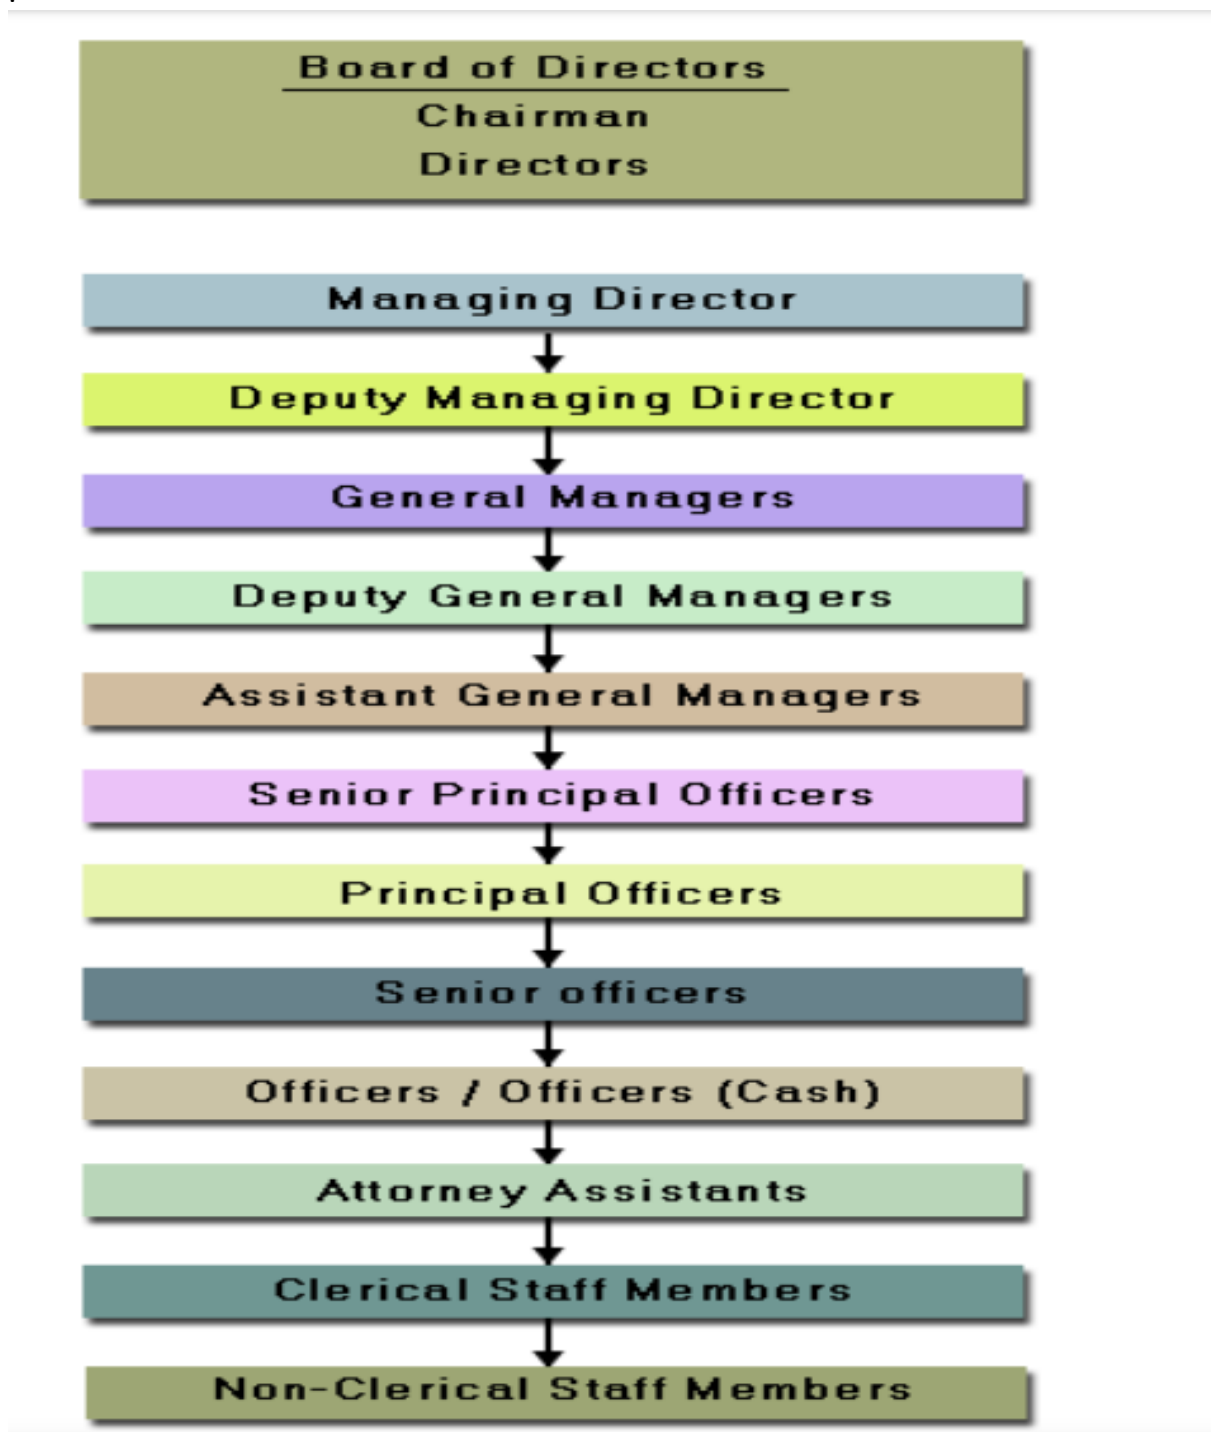 Board of Directors
Chairman
Directors
Managing Director
Deputy Managing Director
General Managers
Deputy General Managers
Assistant General Managers
Senior Principal Officers
Principal Officers
Senior officers
Officers / Officers (Cash)
Attorney Assistants
Clerical Staff Members
Non-Clerical Staff Members